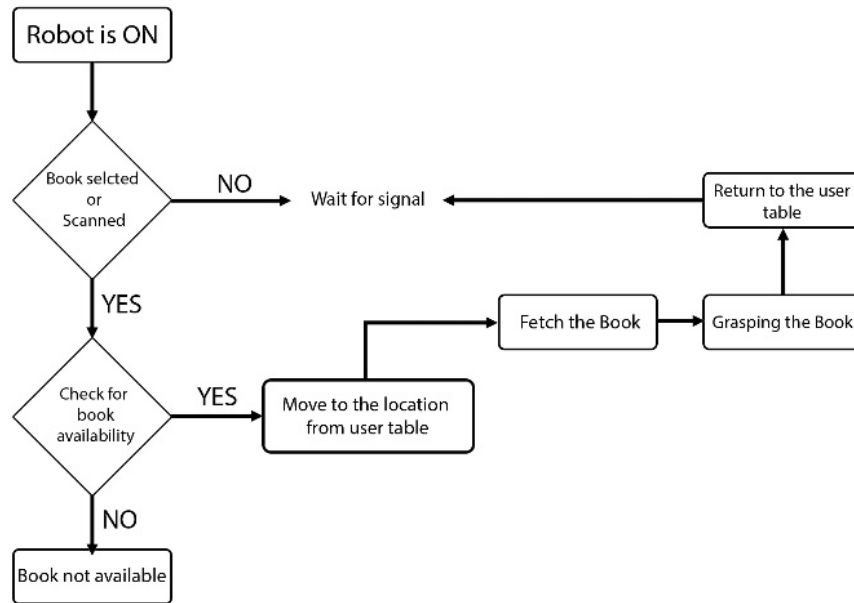 Robot is ON
Book selcted
or
Scanned
NO
Wait for signal
Return to the user
table
YES
Fetch the Book
Grasping the Book
Check for
book
availability
YES
Move to the location
from user table
NO
Book not available